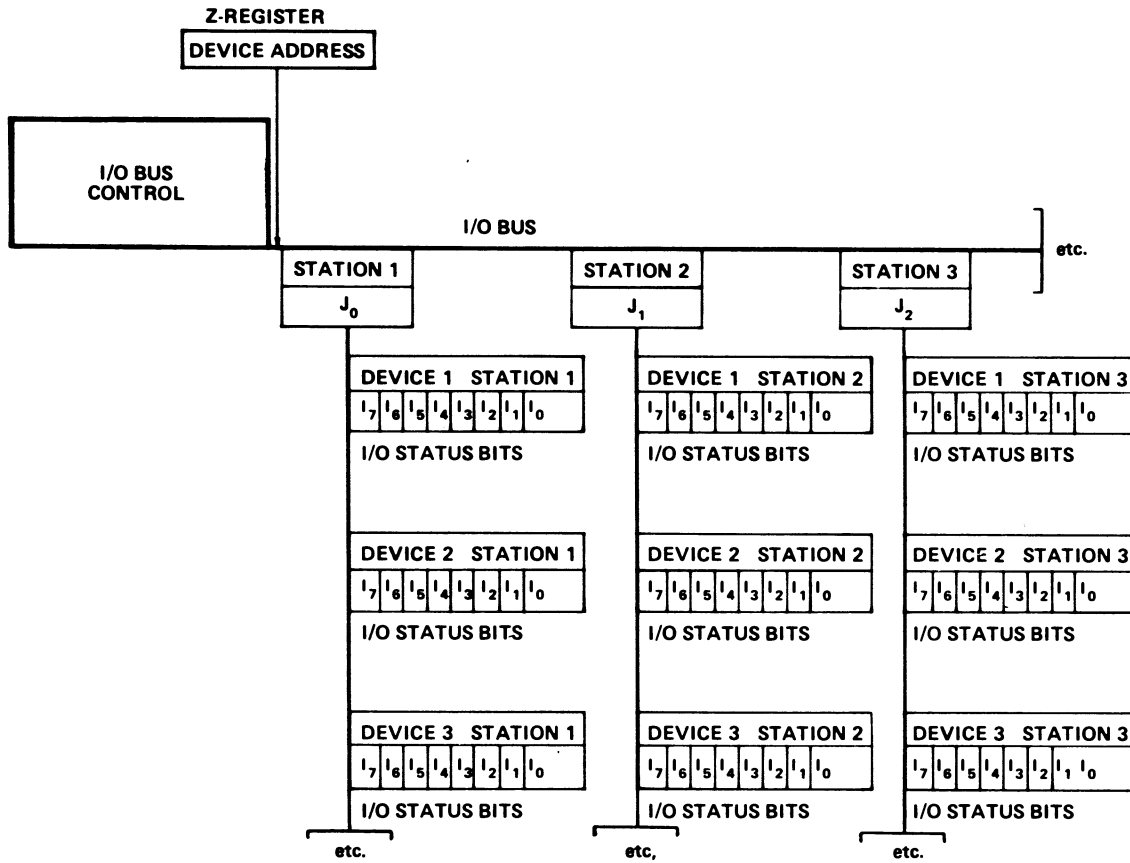 Z-REGISTER
DEVICE ADDRESS
I/O BUS
CONTROL
I/O BUS
etc.
STATION 1
J₀
STATION 2
J₁
STATION 3
J₂
DEVICE 1 STATION 1
I₇ I₆ I₅ I₄ I₃ I₂ I₁ I₀
I/O STATUS BITS
DEVICE 1 STATION 2
I₇ I₆ I₅ I₄ I₃ I₂ I₁ I₀
I/O STATUS BITS
DEVICE 1 STATION 3
I₇ I₆ I₅ I₄ I₃ I₂ I₁ I₀
I/O STATUS BITS
DEVICE 2 STATION 1
I₇ I₆ I₅ I₄ I₃ I₂ I₁ I₀
I/O STATUS BITS
DEVICE 2 STATION 2
I₇ I₆ I₅ I₄ I₃ I₂ I₁ I₀
I/O STATUS BITS
DEVICE 2 STATION 3
I₇ I₆ I₅ I₄ I₃ I₂ I₁ I₀
I/O STATUS BITS
DEVICE 3 STATION 1
I₇ I₆ I₅ I₄ I₃ I₂ I₁ I₀
I/O STATUS BITS
DEVICE 3 STATION 2
I₇ I₆ I₅ I₄ I₃ I₂ I₁ I₀
I/O STATUS BITS
DEVICE 3 STATION 3
I₇ I₆ I₅ I₄ I₃ I₂ I₁ I₀
I/O STATUS BITS
etc.
etc,
etc.